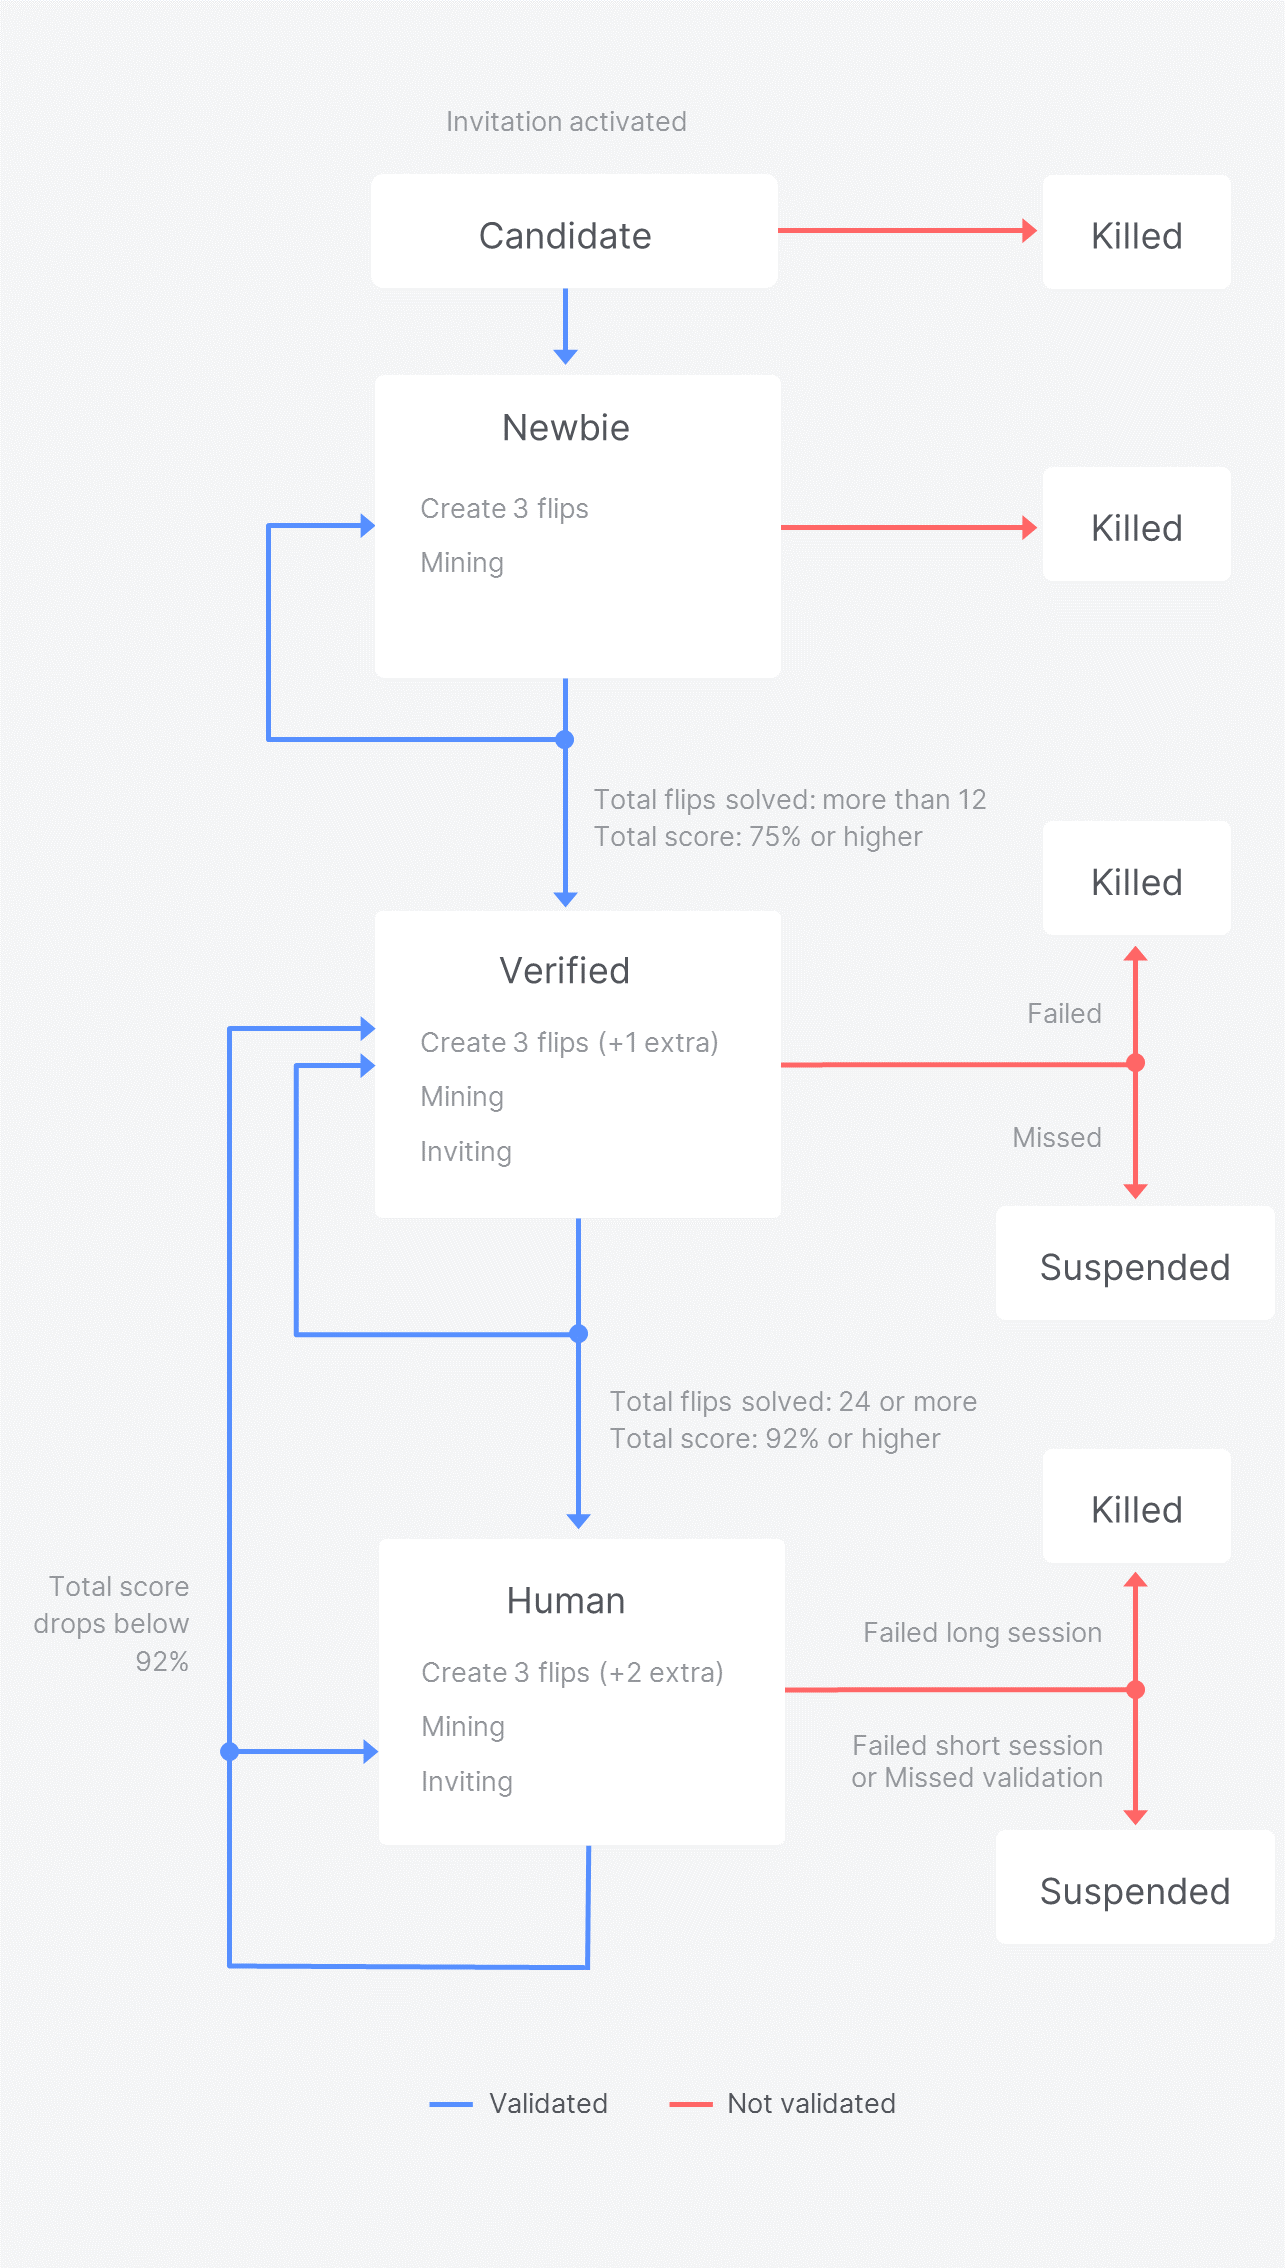 Invitation activated
Candidate
Killed
Newbie
Create 3 flips
Mining
Killed
Total flips solved: more than 12
Total score: 75% or higher
Killed
Verified
Create 3 flips (+1 extra)
Mining
Inviting
Failed
Missed
Suspended
Total flips solved: 24 or more
Total score: 92% or higher
Killed
Total score
drops below
92%
Human
Create 3 flips (+2 extra)
Mining
Inviting
Failed long session
Failed short session
or Missed validation
Suspended
Validated
Not validated